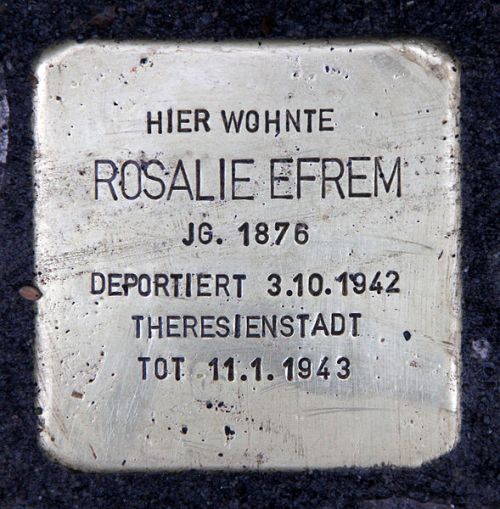 HIER WOHNTE
ROSALIE EFREM
JG. 1876
DEPORTIERT 3.10.1942
THERESIENSTADT
TOT 11.1.1943